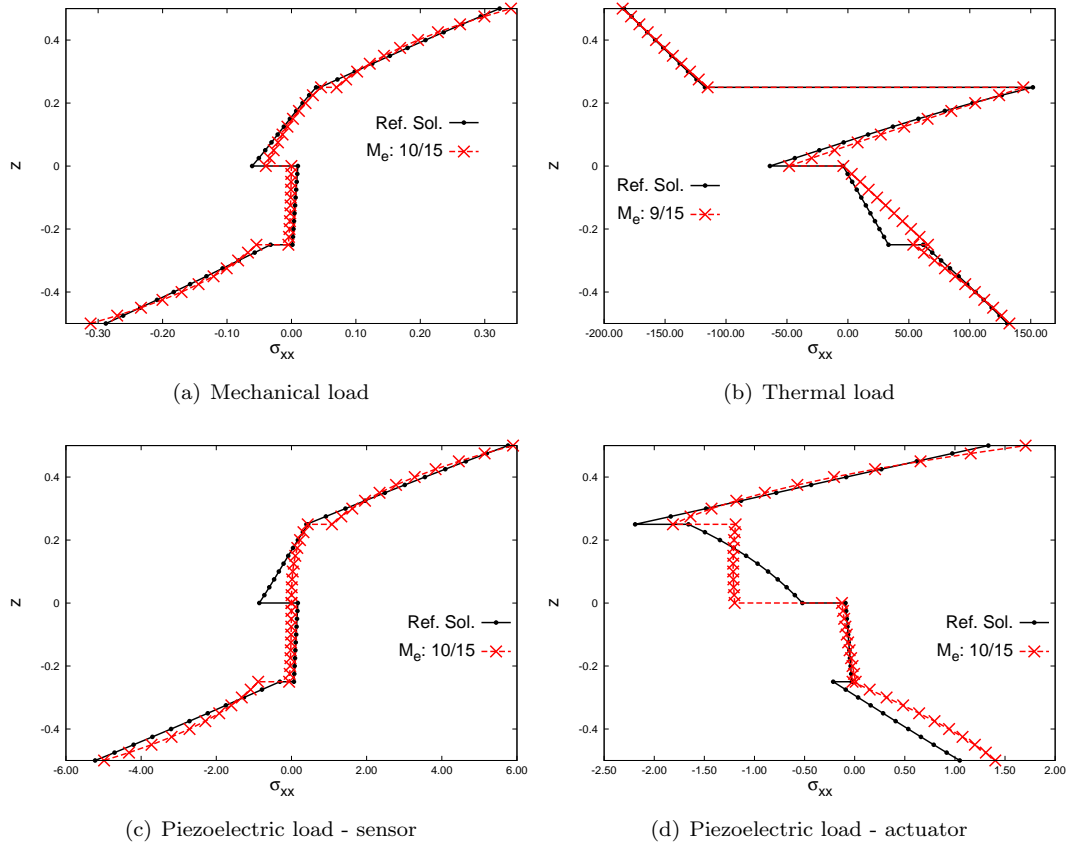 0.4
0.2
0
-0.2
-0.4
z
-0.30 -0.20 -0.10 0.00 0.10 0.20 0.30
σxx
Ref. Sol.
Me: 10/15
(a) Mechanical load
0.4
0.2
0
-0.2
-0.4
z
-200.00 -150.00 -100.00 -50.00 0.00 50.00 100.00 150.00
σxx
Ref. Sol.
Me: 9/15
(b) Thermal load
0.4
0.2
0
-0.2
-0.4
z
-6.00 -4.00 -2.00 0.00 2.00 4.00 6.00
σxx
Ref. Sol.
Me: 10/15
(c) Piezoelectric load - sensor
0.4
0.2
0
-0.2
-0.4
z
-2.50 -2.00 -1.50 -1.00 -0.50 0.00 0.50 1.00 1.50 2.00
σxx
Ref. Sol.
Me: 10/15
(d) Piezoelectric load - actuator